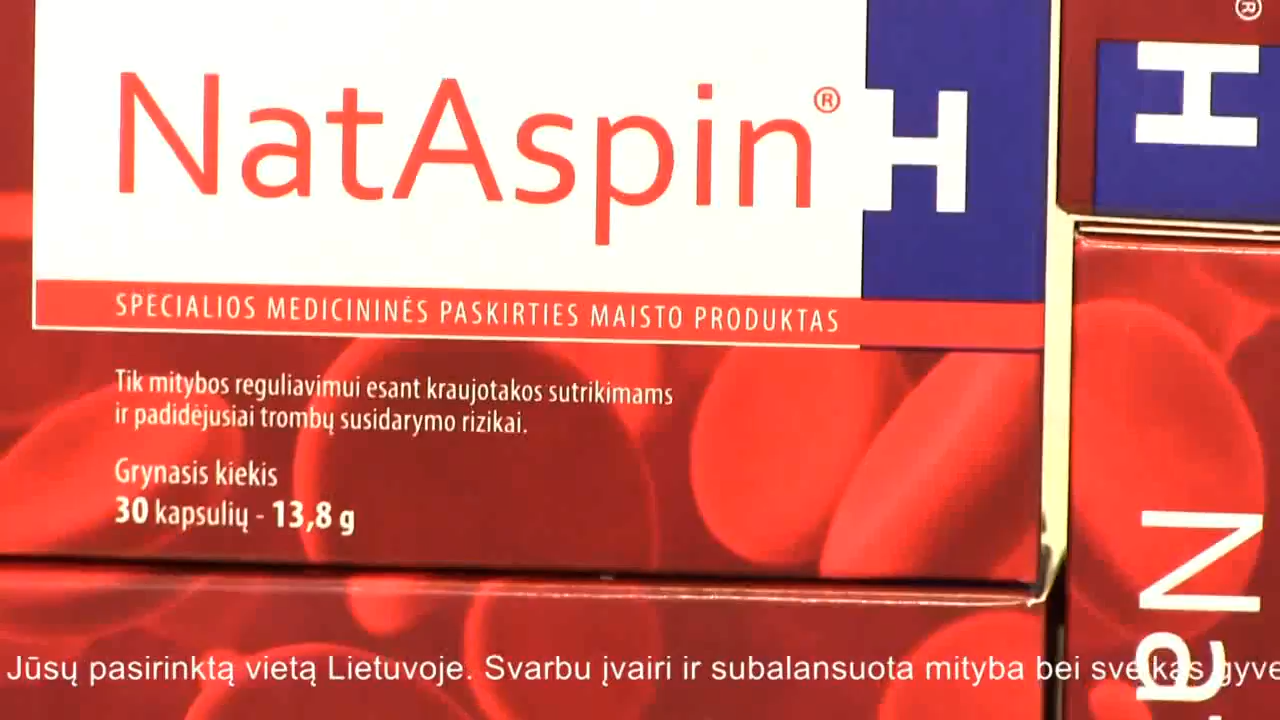 NatAspin® H
SPECIALIOS MEDICININĖS PASKIRTIES MAISTO PRODUKTAS
Tik mitybos reguliavimui esant kraujotakos sutrikimams
ir padidėjusiai trombų susidarymo rizikai.
Grynasis kiekis
30 kapsulių - 13,8 g
® H
Na
Jūsų pasirinktą vietą Lietuvoje. Svarbu įvairi ir subalansuota mityba bei sveikas gyve